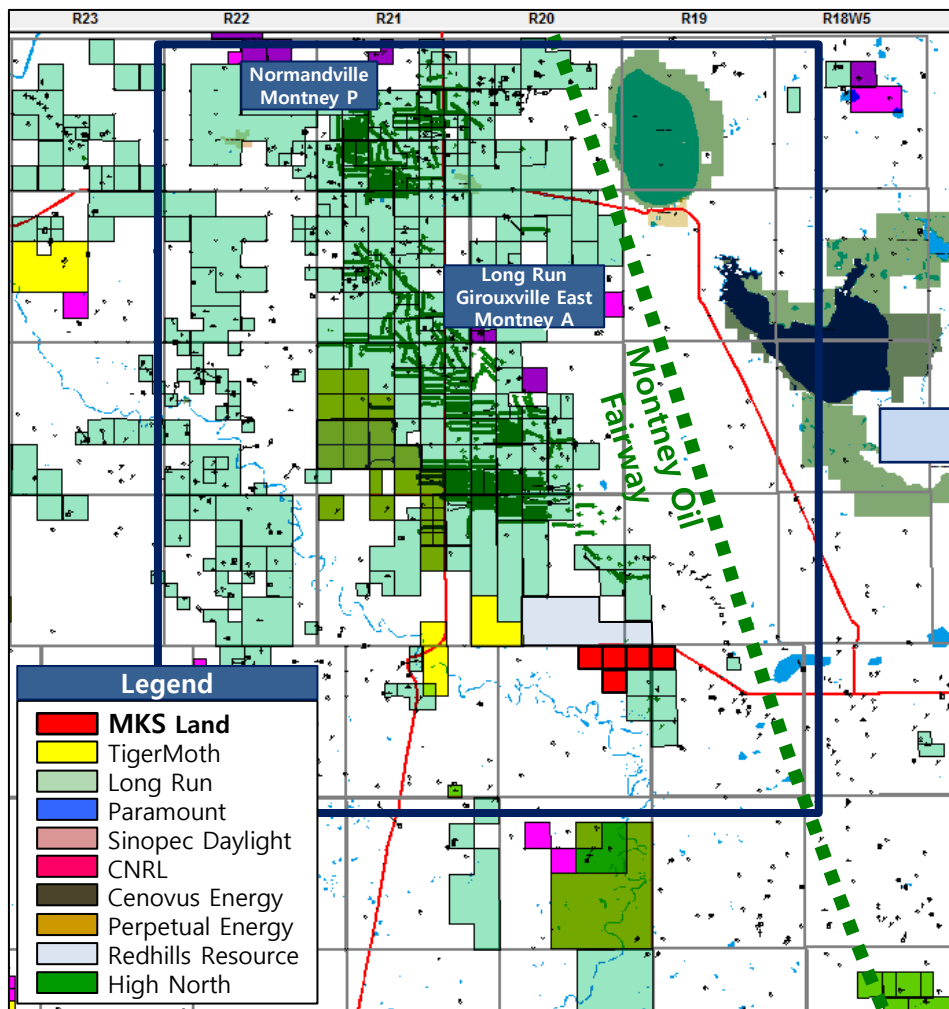 R23 R22 R21 R20 R19 R18W5
Normandville
Montney P
Long Run
Girouxville East
Montney A
Montney Oil
Fairway
Legend
MKS Land
TigerMoth
Long Run
Paramount
Sinopec Daylight
CNRL
Cenovus Energy
Perpetual Energy
Redhills Resource
High North